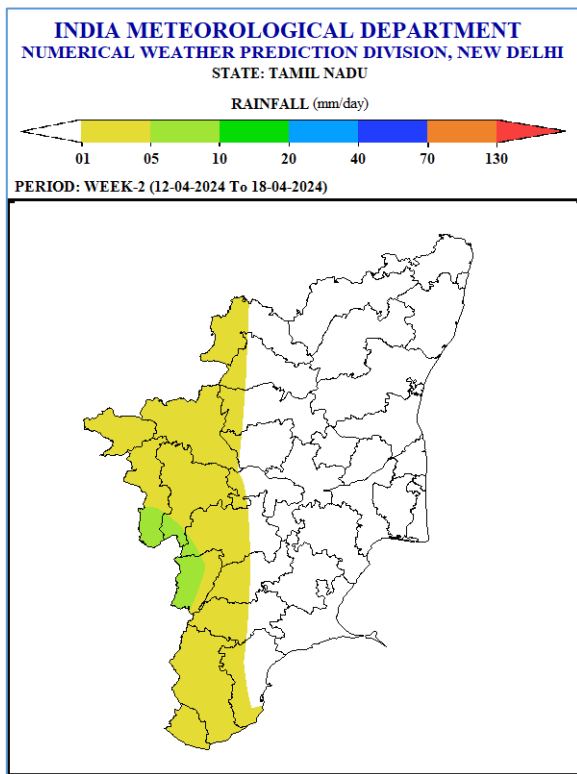 INDIA METEOROLOGICAL DEPARTMENT
NUMERICAL WEATHER PREDICTION DIVISION, NEW DELHI
STATE: TAMIL NADU
RAINFALL (mm/day)
01 05 10 20 40 70 130
PERIOD: WEEK-2 (12-04-2024 To 18-04-2024)